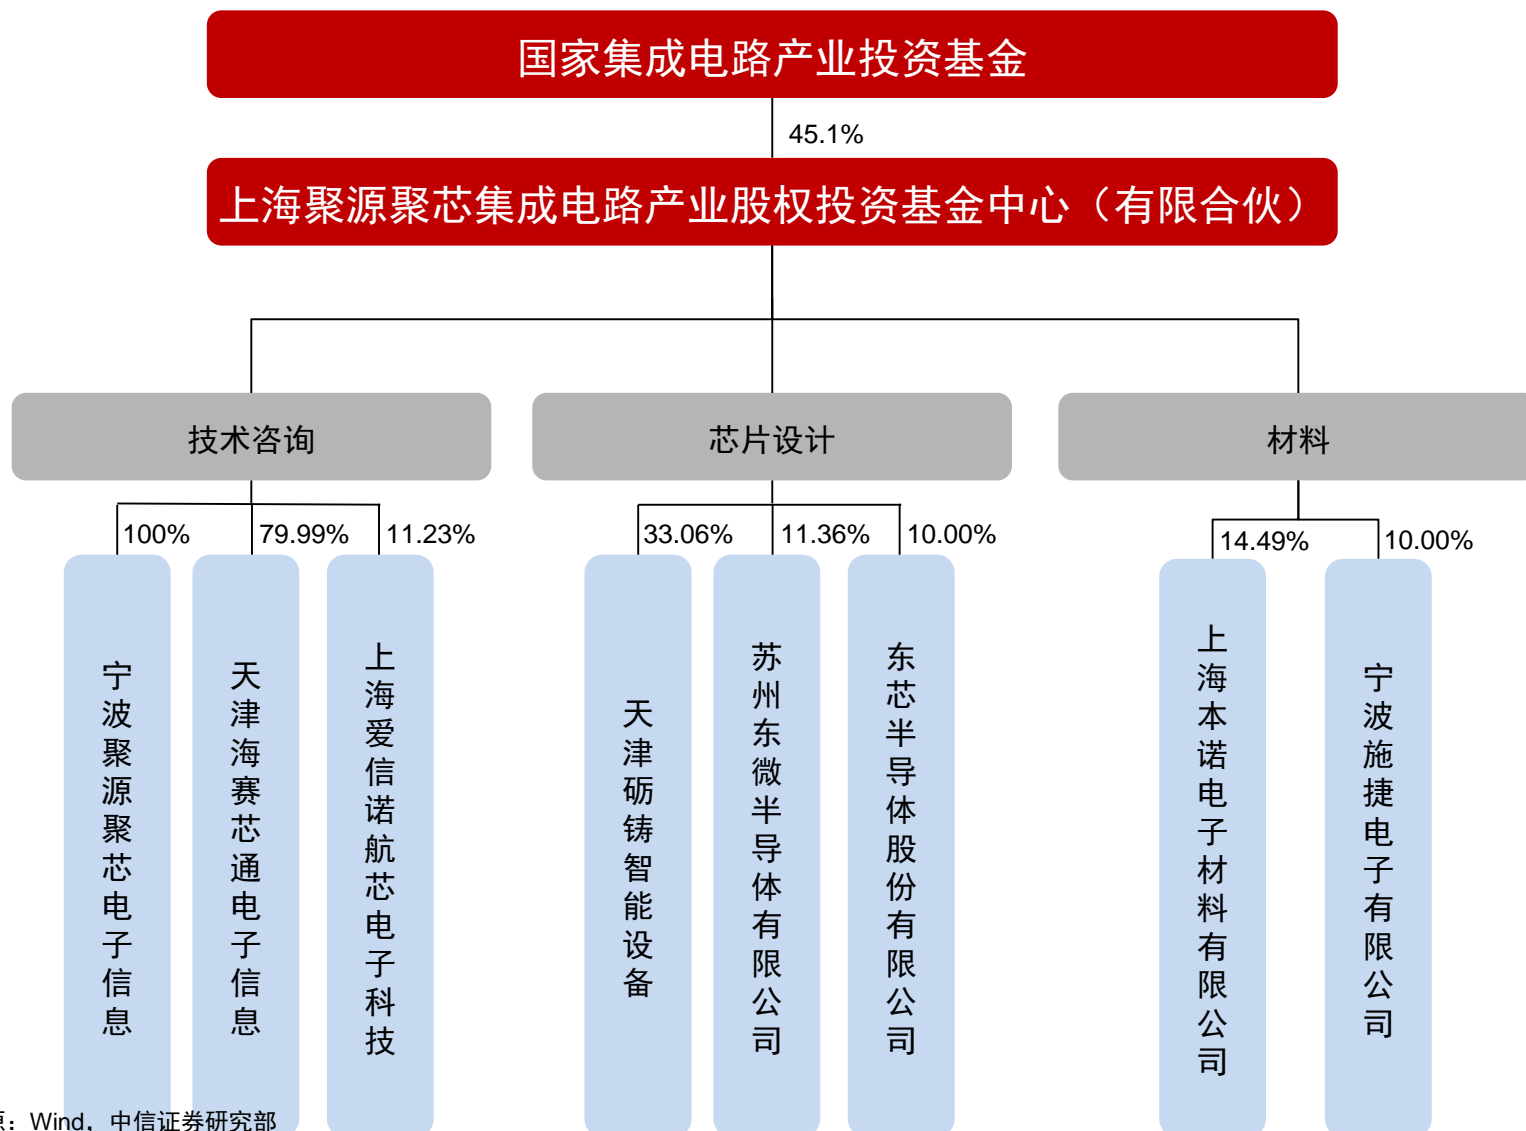 国家集成电路产业投资基金
45.1%
上海聚源聚芯集成电路产业股权投资基金中心（有限合伙）
技术咨询
芯片设计
材料
100%
79.99%
11.23%
33.06%
11.36%
10.00%
14.49%
10.00%
宁波聚源聚芯电子信息
天津海赛芯通电子信息
上海爱信诺航芯电子科技
天津砺铸智能设备
苏州东微半导体有限公司
东芯半导体股份有限公司
上海本诺电子材料有限公司
宁波施捷电子有限公司
源：Wind，中信证券研究部